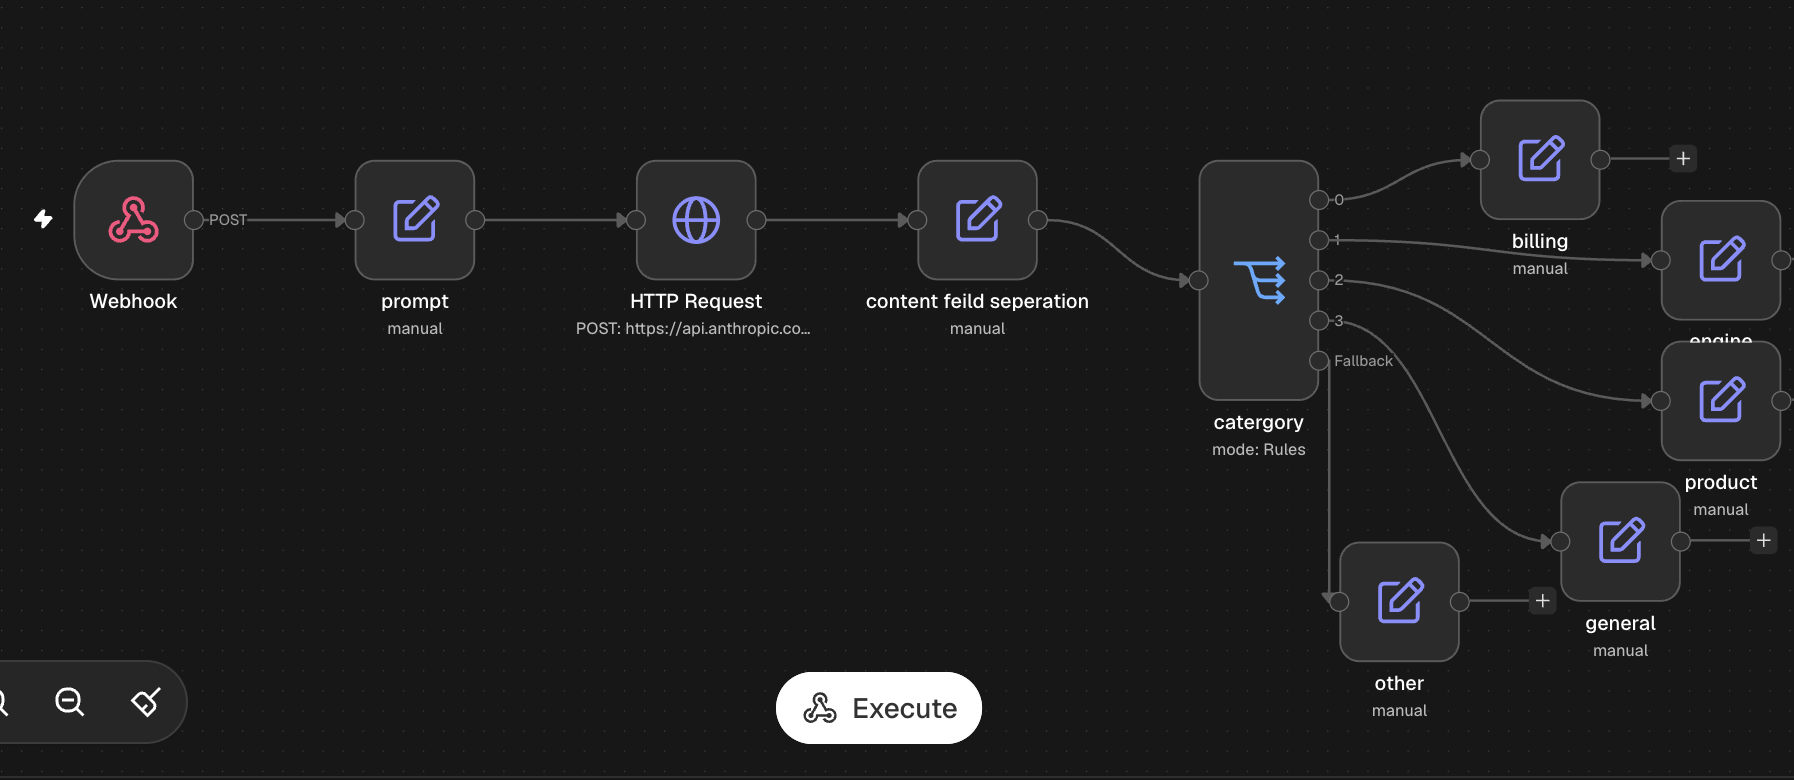 POST
Webhook
prompt
manual
HTTP Request
POST: https://api.anthropic.co...
content feild seperation
manual
0
1
2
3
Fallback
catergory
mode: Rules
billing
manual
engine
product
manual
general
manual
other
manual
Execute